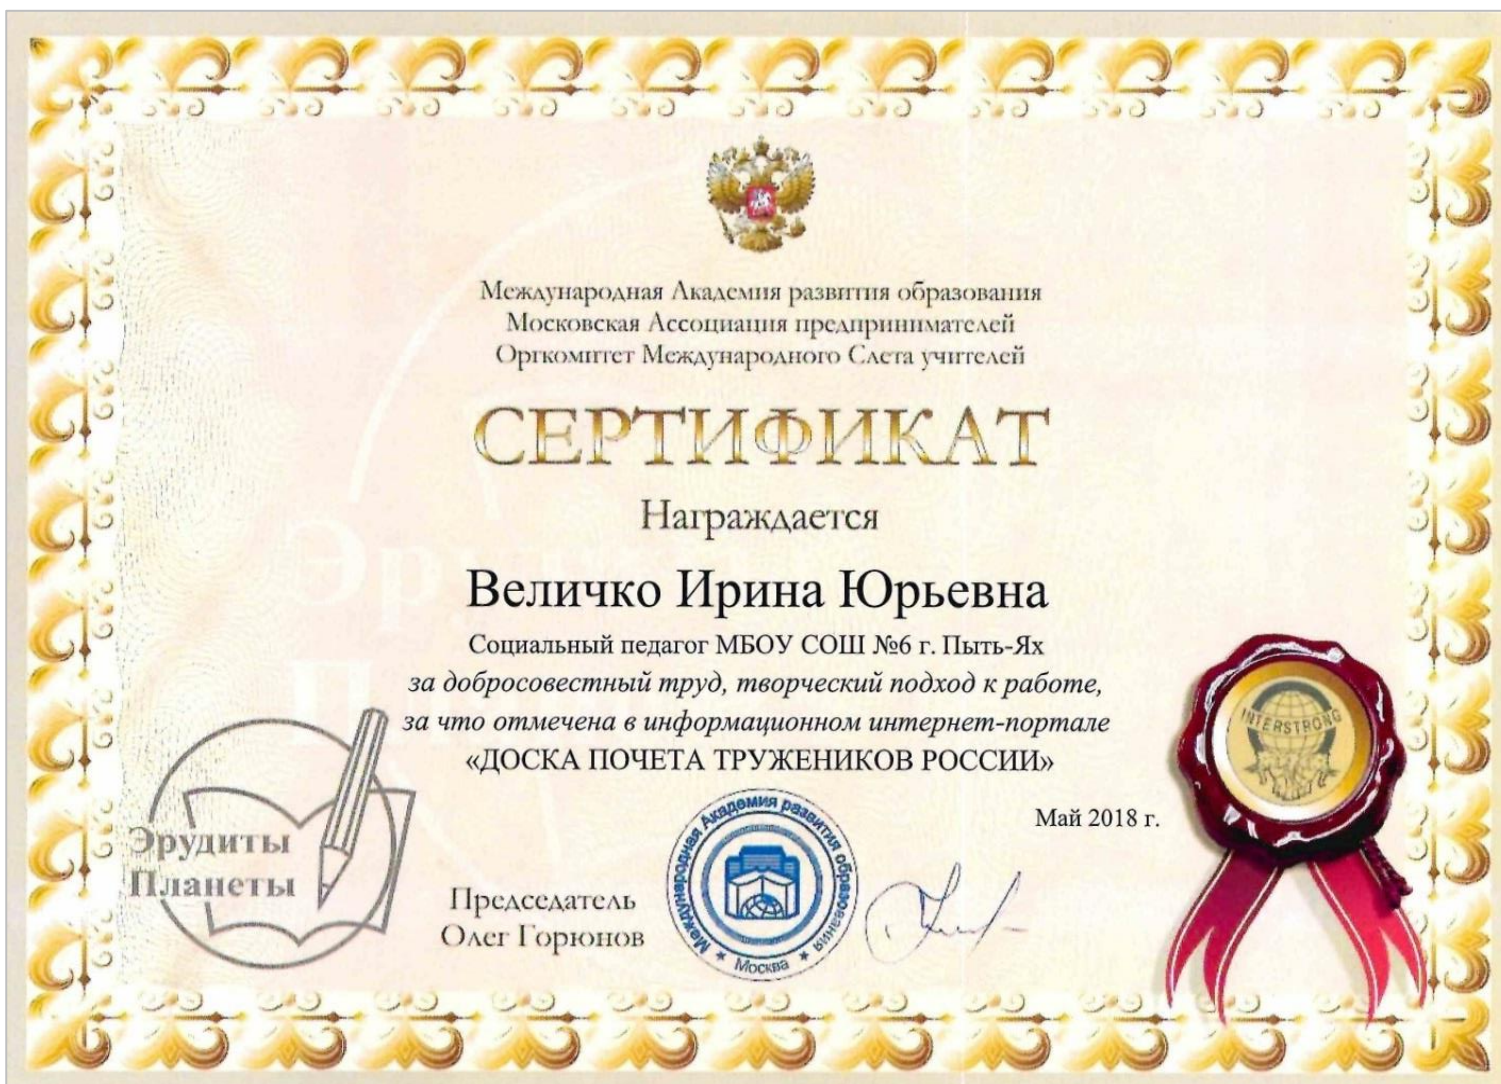 Международная Академия развития образования
Московская Ассоциация предпринимателей
Оргкомитет Международного Слета учителей
СЕРТИФИКАТ
Награждается
Величко Ирина Юрьевна
Социальный педагог МБОУ СОШ №6 г. Пыть-Ях
за добросовестный труд, творческий подход к работе,
за что отмечена в информационном интернет-портале
«ДОСКА ПОЧЕТА ТРУЖЕНИКОВ РОССИИ»
INTERSTRONG
Май 2018 г.
Эрудиты
Планеты
Председатель
Олег Горюнов
Международная Академия развития образования
Москва